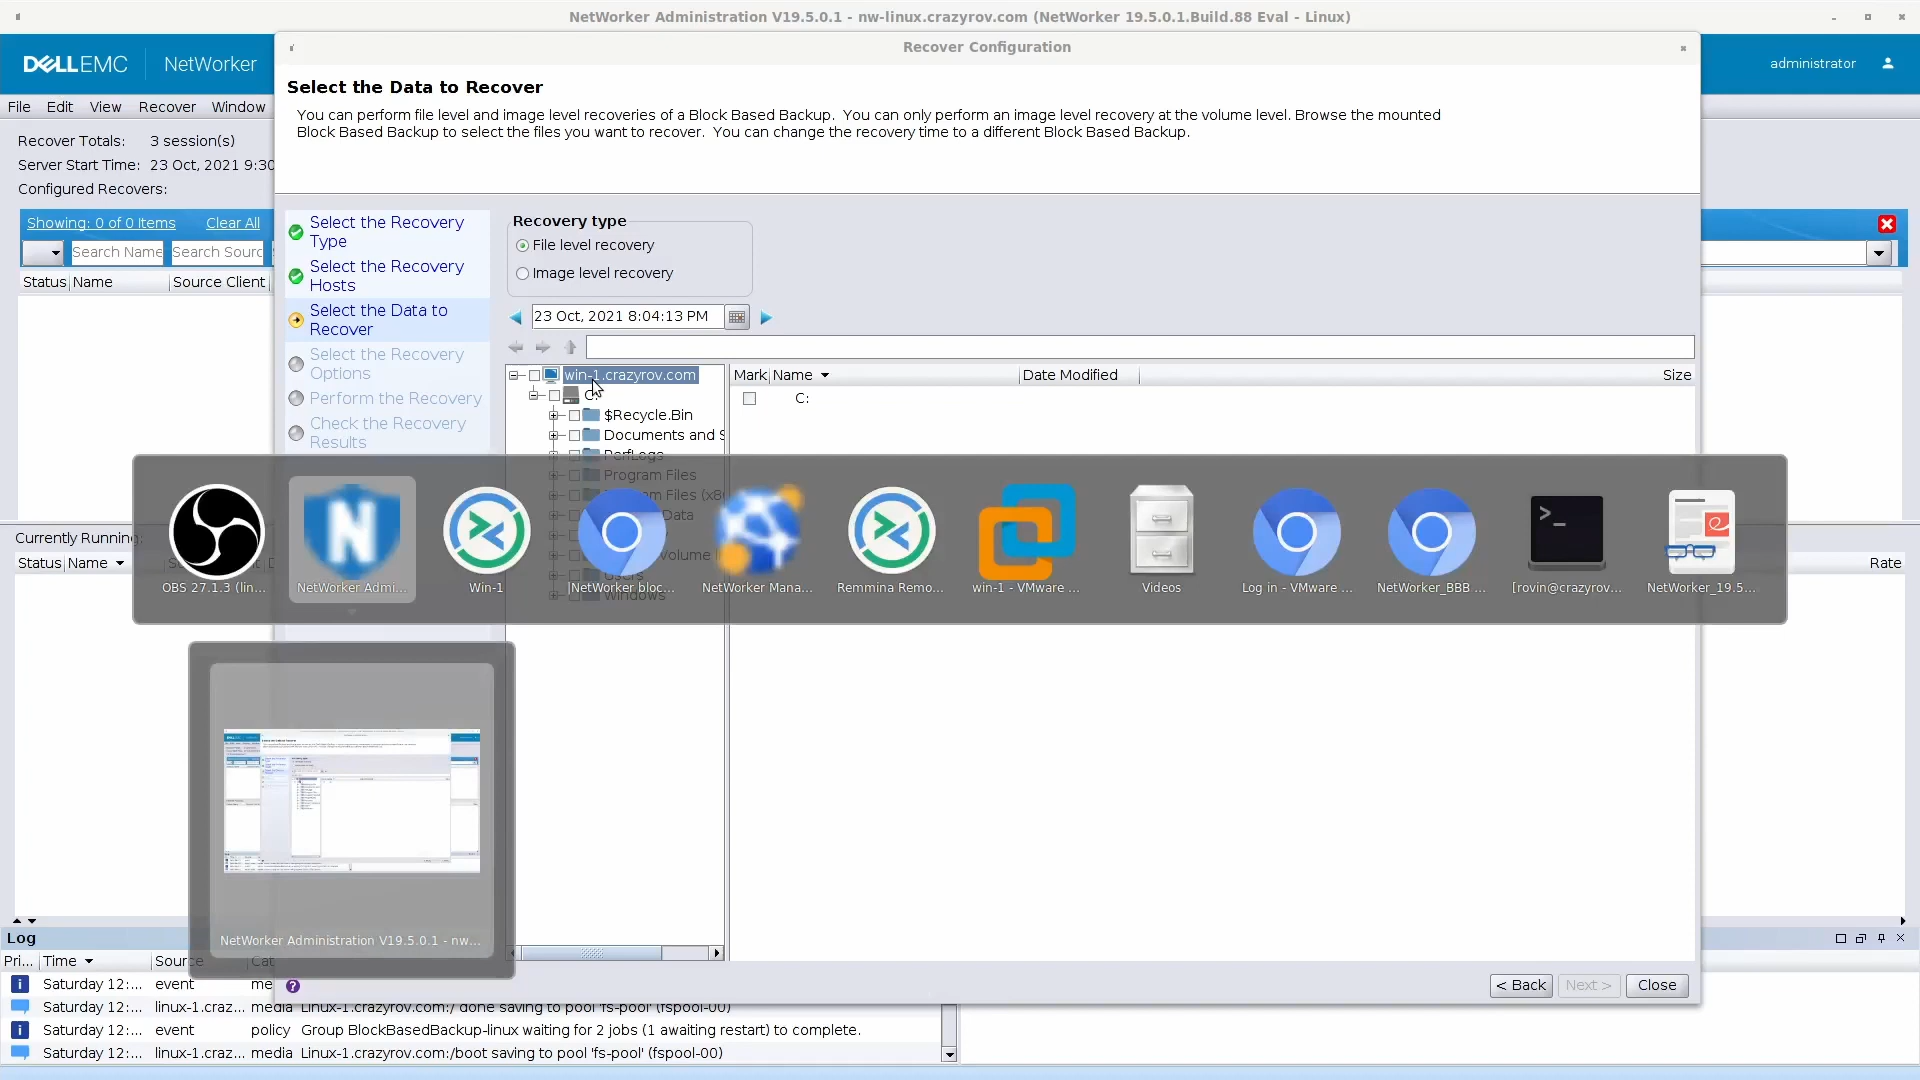 NetWorker Administration V19.5.0.1 - nw-linux.crazyrov.com (NetWorker 19.5.0.1.Build.88 Eval - Linux)
DELLEMC NetWorker
administrator
File Edit View Recover Window
Recover Totals: 3 session(s)
Server Start Time: 23 Oct, 2021 9:30
Configured Recovers:
Showing: 0 of 0 Items Clear All
Search Name Search Sourc
Status Name Source Client
Recover Configuration
Select the Data to Recover
You can perform file level and image level recoveries of a Block Based Backup. You can only perform an image level recovery at the volume level. Browse the mounted
Block Based Backup to select the files you want to recover. You can change the recovery time to a different Block Based Backup.
Select the Recovery
Type
Select the Recovery
Hosts
Select the Data to
Recover
Select the Recovery
Options
Perform the Recovery
Check the Recovery
Results
Recovery type
File level recovery
Image level recovery
23 Oct, 2021 8:04:13 PM
win-1.crazyrov.com
$Recycle.Bin
Documents and S
PerfLogs
Program Files
Windows
Mark Name Date Modified Size
C:
OBS 27.1.3 (lin...
NetWorker Admi...
Win-1
NetWorker bloc...
NetWorker Mana...
Remmina Remo...
win-1 - VMware ...
Videos
Log in - VMware ...
NetWorker_BBB ...
[rovin@crazyrov...
NetWorker_19.5...
Currently Running
Status Name
Rate
NetWorker Administration V19.5.0.1 - nw...
< Back Next > Close
Log
Pri... Time Source Cat
Saturday 12:... event me
Saturday 12:... linux-1.craz... media Linux-1.crazyrov.com:/ done saving to pool 'fs-pool' (fspool-00)
Saturday 12:... event policy Group BlockBasedBackup-linux waiting for 2 jobs (1 awaiting restart) to complete.
Saturday 12:... linux-1.craz... media Linux-1.crazyrov.com:/boot saving to pool 'fs-pool' (fspool-00)